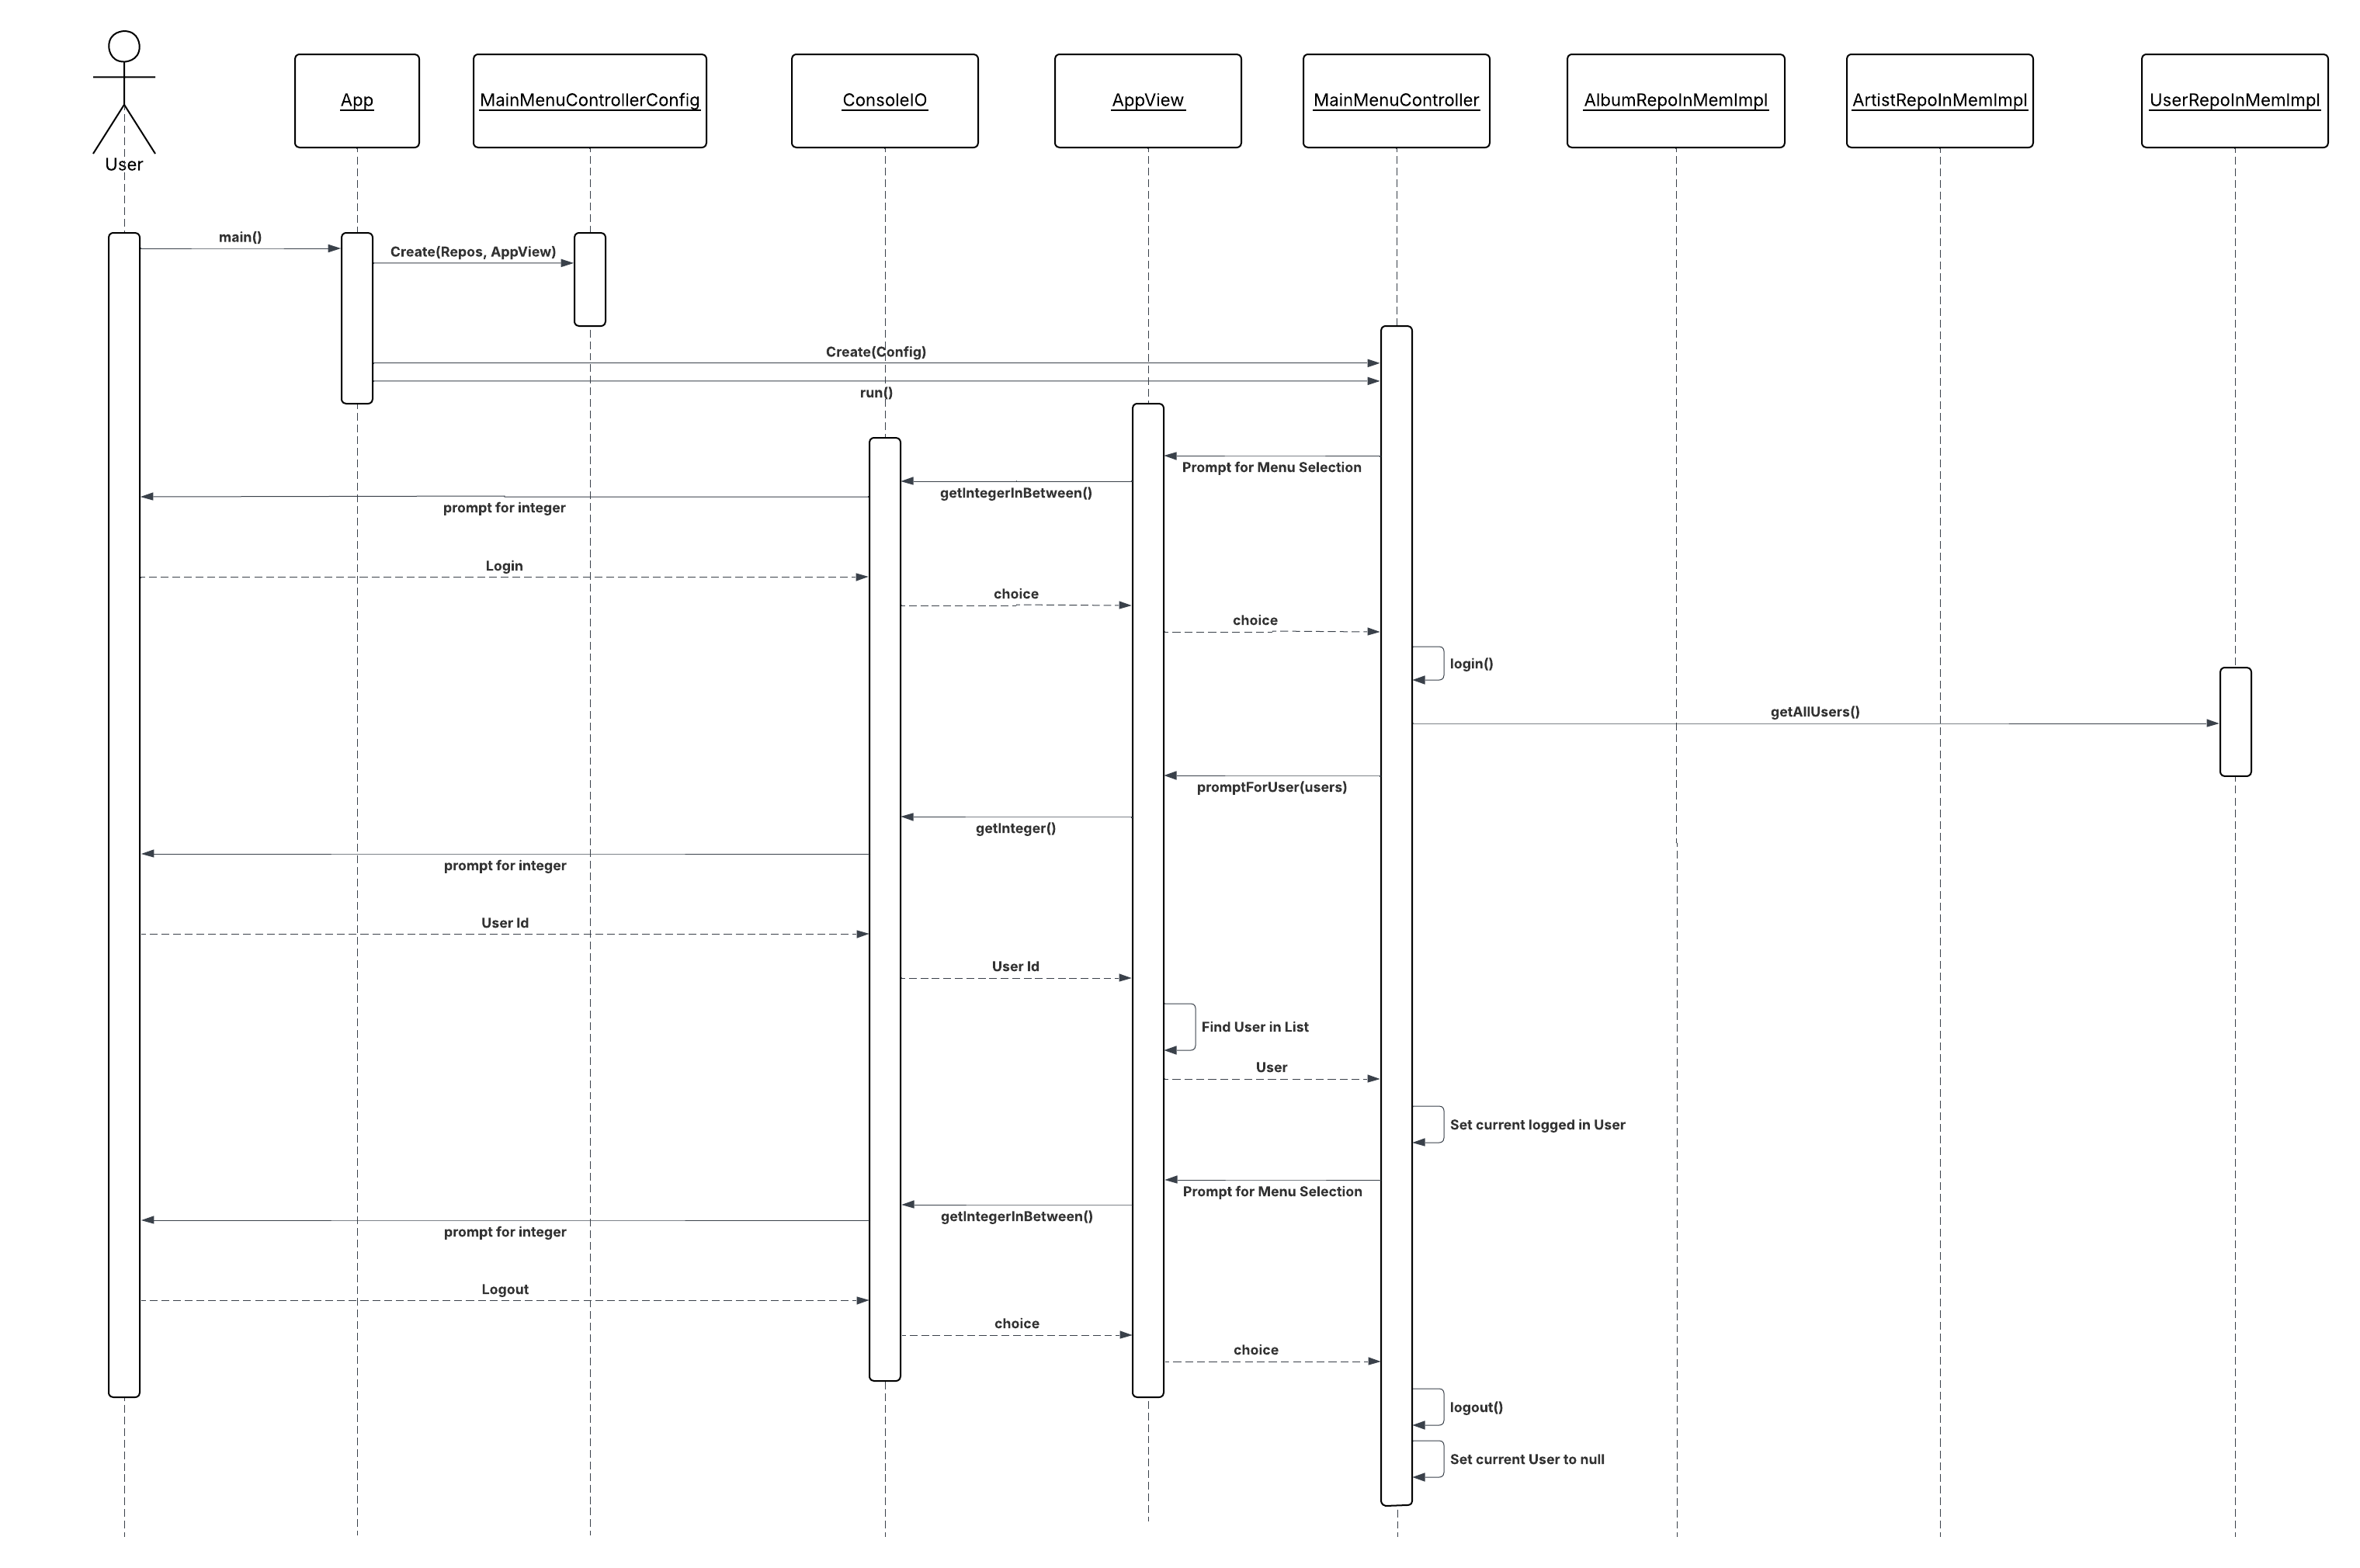 User
App
MainMenuControllerConfig
ConsoleIO
AppView
MainMenuController
AlbumRepoInMemImpl
ArtistRepoInMemImpl
UserRepoInMemImpl
main()
Create(Repos, AppView)
Create(Config)
run()
Prompt for Menu Selection
getIntegerInBetween()
prompt for integer
Login
choice
choice
login()
getAllUsers()
promptForUser(users)
getInteger()
prompt for integer
User Id
User Id
Find User in List
User
Set current logged in User
Prompt for Menu Selection
getIntegerInBetween()
prompt for integer
Logout
choice
choice
logout()
Set current User to null